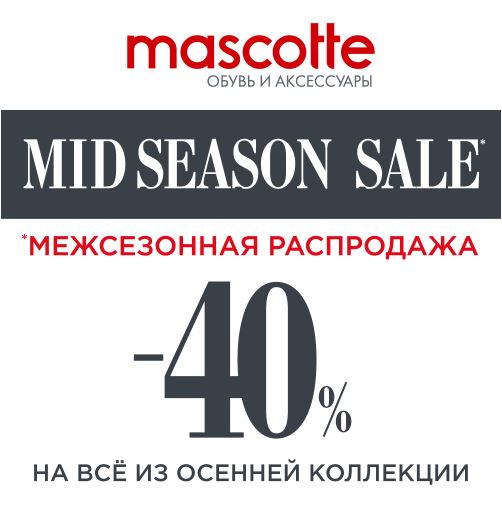 mascotte
ОБУВЬ И АКСЕССУАРЫ
MID SEASON SALE*
*МЕЖСЕЗОННАЯ РАСПРОДАЖА
-40%
НА ВСЁ ИЗ ОСЕННЕЙ КОЛЛЕКЦИИ